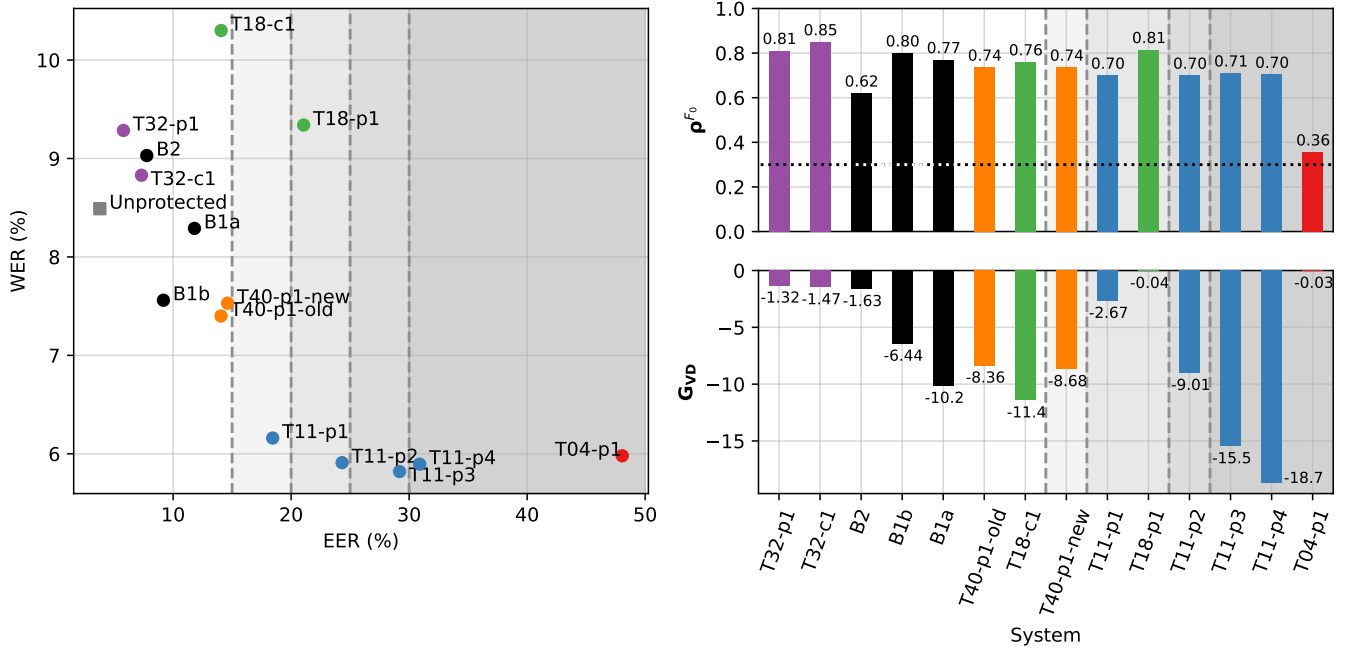 WER (%)
10
9
8
7
6
T18-c1
T18-p1
T32-p1
B2
T32-c1
Unprotected
B1a
B1b
T40-p1-new
T40-p1-old
T11-p1
T11-p2
T11-p3
T11-p4
T04-p1
10 20 30 40 50
EER (%)
ρ^F₀
1.0
0.8
0.6
0.4
0.2
0.0
0.81 0.85 0.62 0.80 0.77 0.74 0.76 0.74 0.70 0.81 0.70 0.71 0.70 0.36
G_VD
0
−5
−10
−15
-1.32 -1.47 -1.63 -6.44 -10.2 -8.36 -11.4 -8.68 -2.67 -0.04 -9.01 -15.5 -18.7 -0.03
T32-p1 T32-c1 B2 B1b B1a T40-p1-old T18-c1 T40-p1-new T11-p1 T18-p1 T11-p2 T11-p3 T11-p4 T04-p1
System